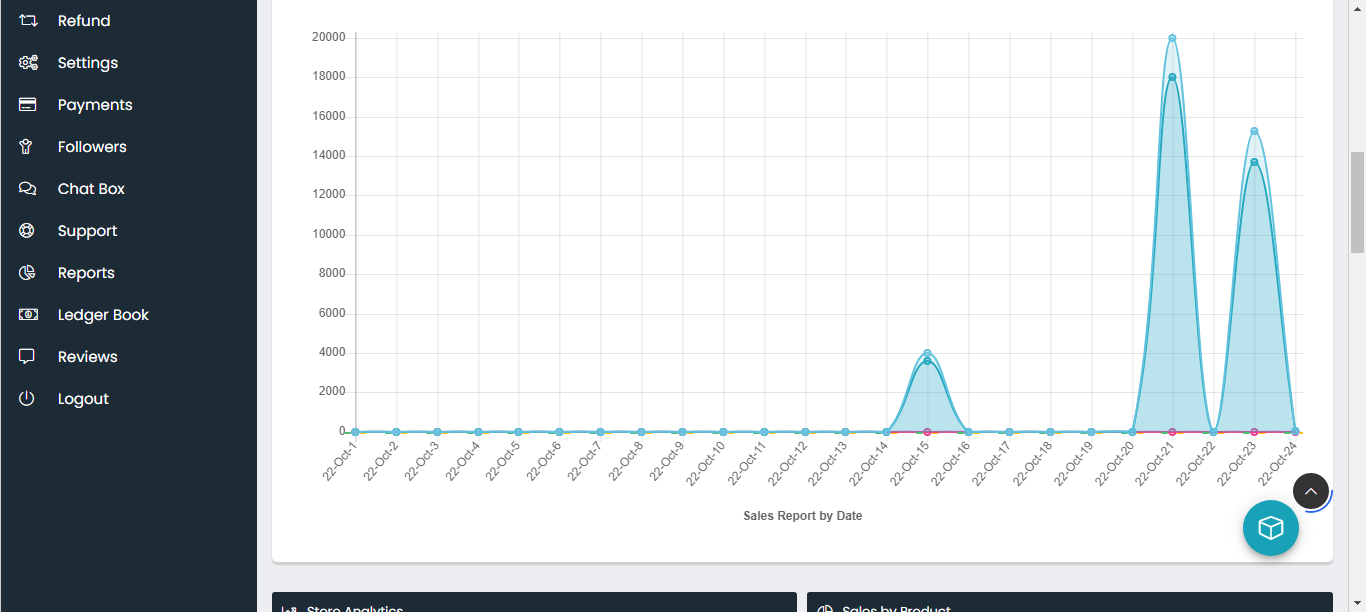 Refund
Settings
Payments
Followers
Chat Box
Support
Reports
Ledger Book
Reviews
Logout
20000
18000
16000
14000
12000
10000
8000
6000
4000
2000
0
22-Oct-1
22-Oct-2
22-Oct-3
22-Oct-4
22-Oct-5
22-Oct-6
22-Oct-7
22-Oct-8
22-Oct-9
22-Oct-10
22-Oct-11
22-Oct-12
22-Oct-13
22-Oct-14
22-Oct-15
22-Oct-16
22-Oct-17
22-Oct-18
22-Oct-19
22-Oct-20
22-Oct-21
22-Oct-22
22-Oct-23
22-Oct-24
Sales Report by Date
Store Analytics
Sales by Product